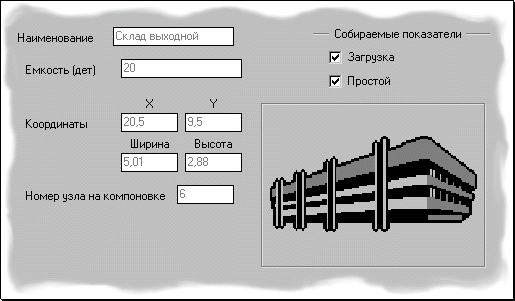 Наименование Склад выходной
Емкость (дет) 20
X Y
Координаты 20,5 9,5
Ширина Высота
5,01 2,88
Номер узла на компоновке 6
Собираемые показатели
Загрузка
Простой